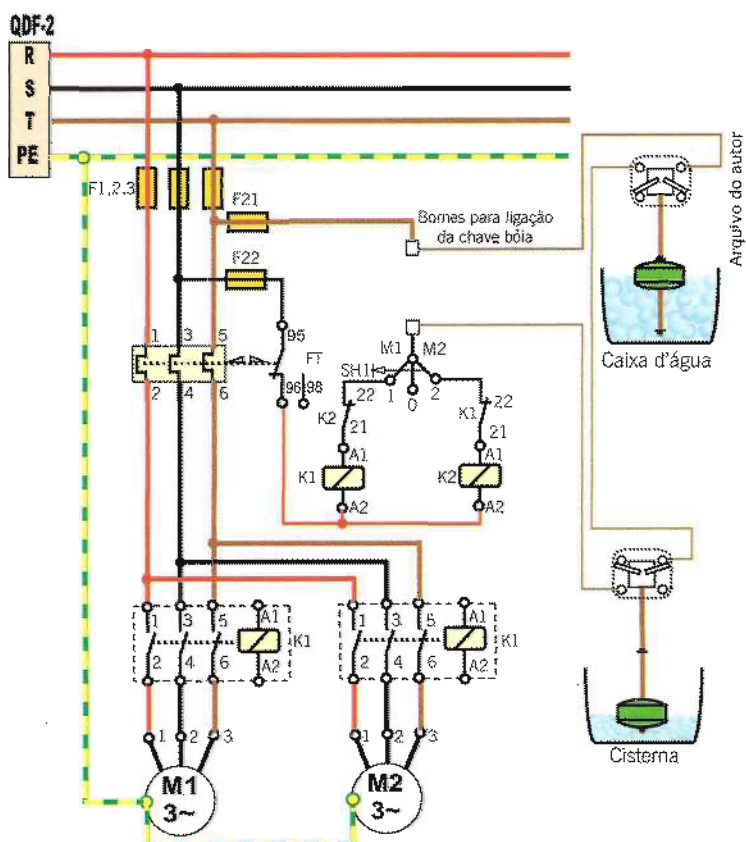 QDF-2
R
S
T
PE
F1,2.3
F21
Bornes para ligação
da chave bóia
F22
Arquivo do autor
Caixa d'água
1 3 5
2 4 6
95
96 98
F1
M1 M2
SH1
1 0 2
22
K2
21
A1
K1
A2
K1 22
21
A1
K2
A2
1 3 5 A1
K1
2 4 6 A2
1 3 5 A1
K1
2 4 6 A2
1 2 3
M1
3~
1 2 3
M2
3~
Cisterna